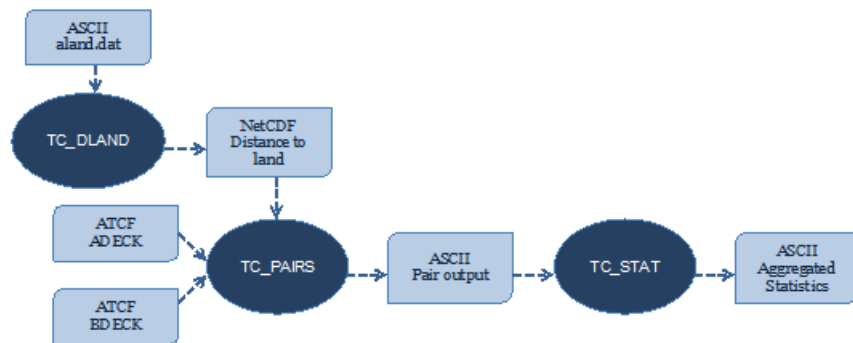 ASCII
aland.dat
TC_DLAND
NetCDF
Distance to
land
ATCF
ADECK
TC_PAIRS
ASCII
Pair output
TC_STAT
ASCII
Aggregated
Statistics
ATCF
BDECK